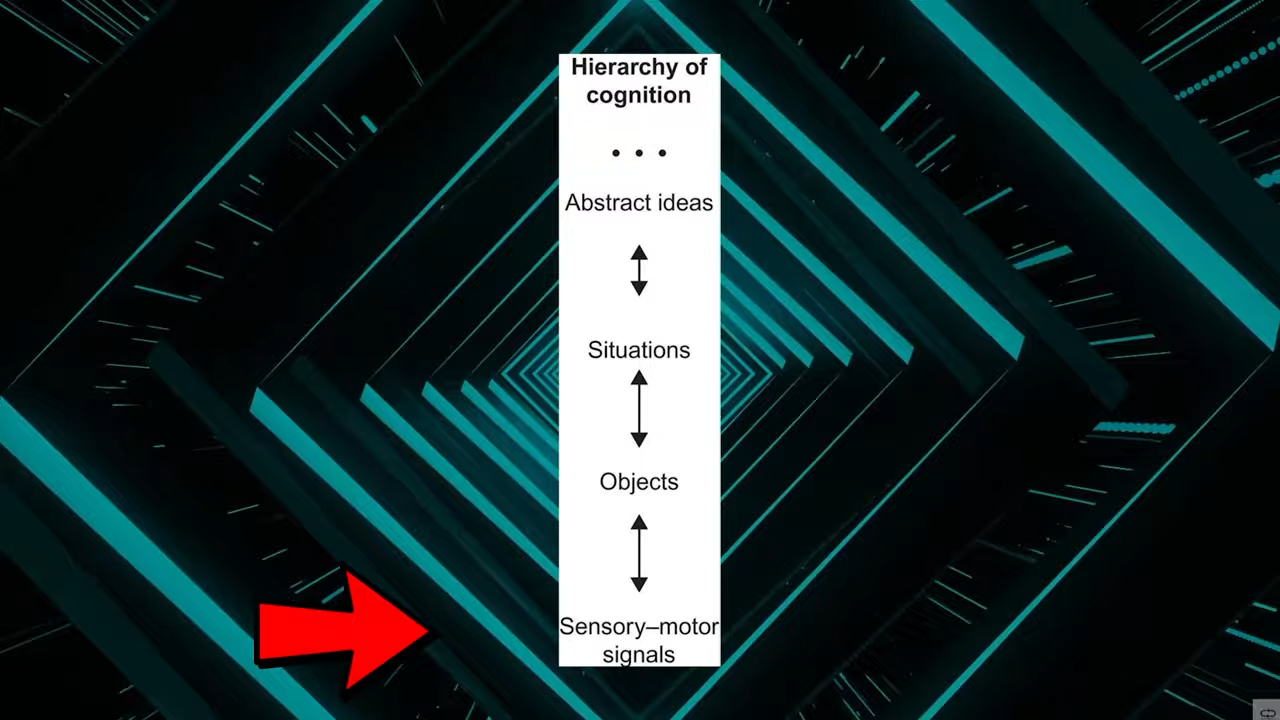 Hierarchy of
cognition
• • •
Abstract ideas
Situations
Objects
Sensory–motor
signals